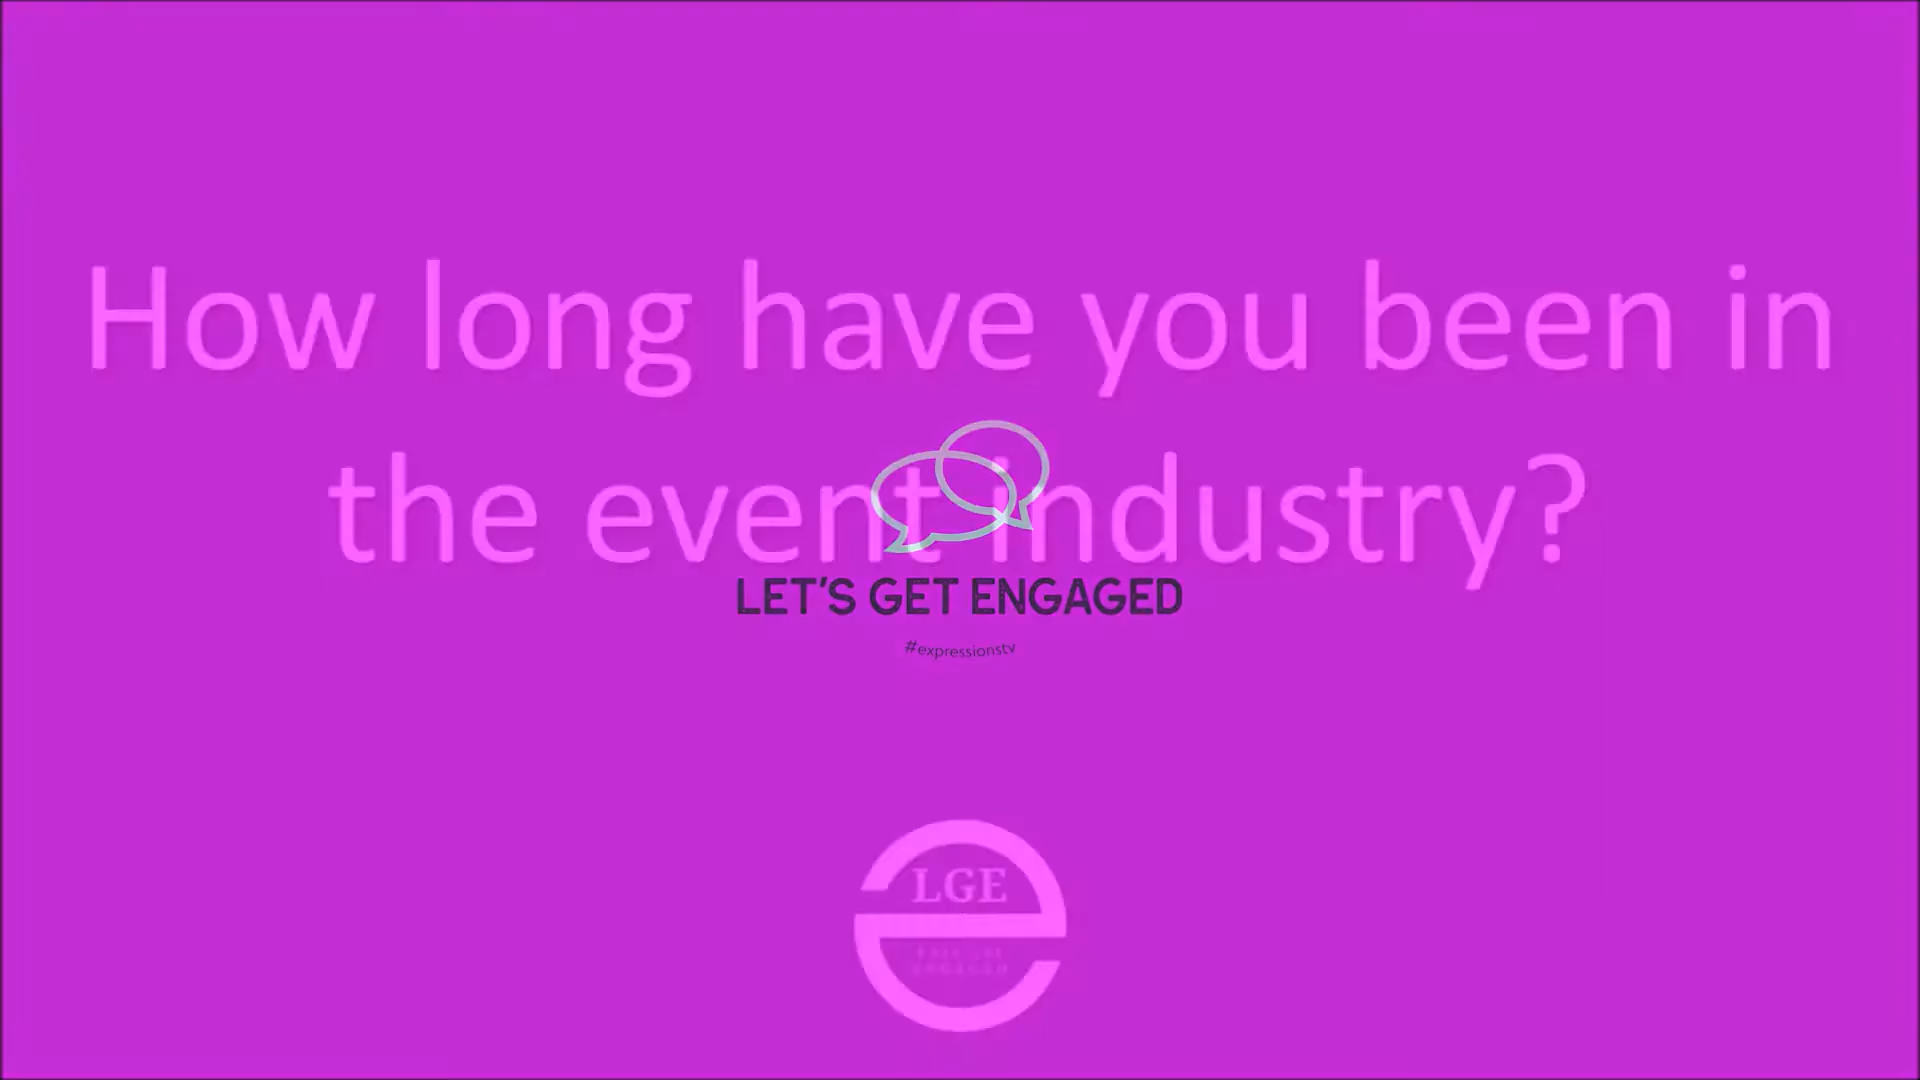 How long have you been in
the event industry?
LET'S GET ENGAGED
#expressionstv
LGE